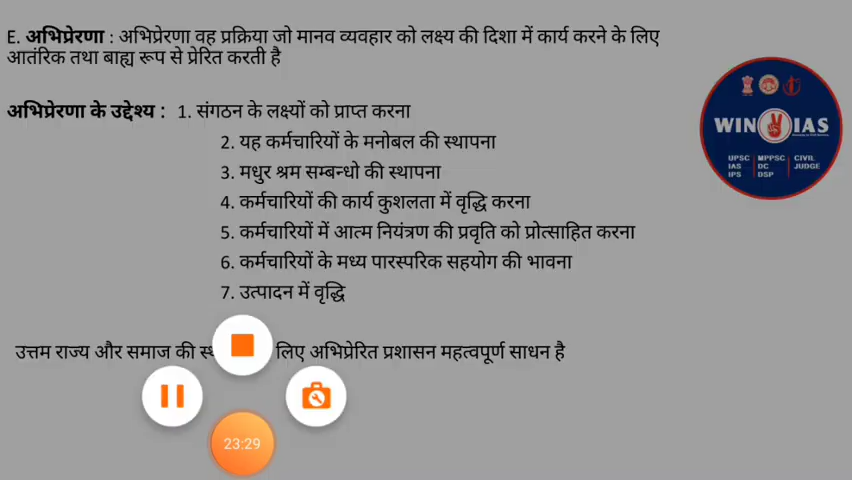 E. अभिप्रेरणा : अभिप्रेरणा वह प्रक्रिया जो मानव व्यवहार को लक्ष्य की दिशा में कार्य करने के लिए
आतंरिक तथा बाह्य रूप से प्रेरित करती है
अभिप्रेरणा के उद्देश्य : 1. संगठन के लक्ष्यों को प्राप्त करना
2. यह कर्मचारियों के मनोबल की स्थापना
3. मधुर श्रम सम्बन्धो की स्थापना
4. कर्मचारियों की कार्य कुशलता में वृद्धि करना
5. कर्मचारियों में आत्म नियंत्रण की प्रवृति को प्रोत्साहित करना
6. कर्मचारियों के मध्य पारस्परिक सहयोग की भावना
7. उत्पादन में वृद्धि
उत्तम राज्य और समाज की लिए अभिप्रेरित प्रशासन महत्वपूर्ण साधन है
23:29
WIN IAS
UPSC MPPSC CIVIL
IAS DC JUDGE
IPS DSP